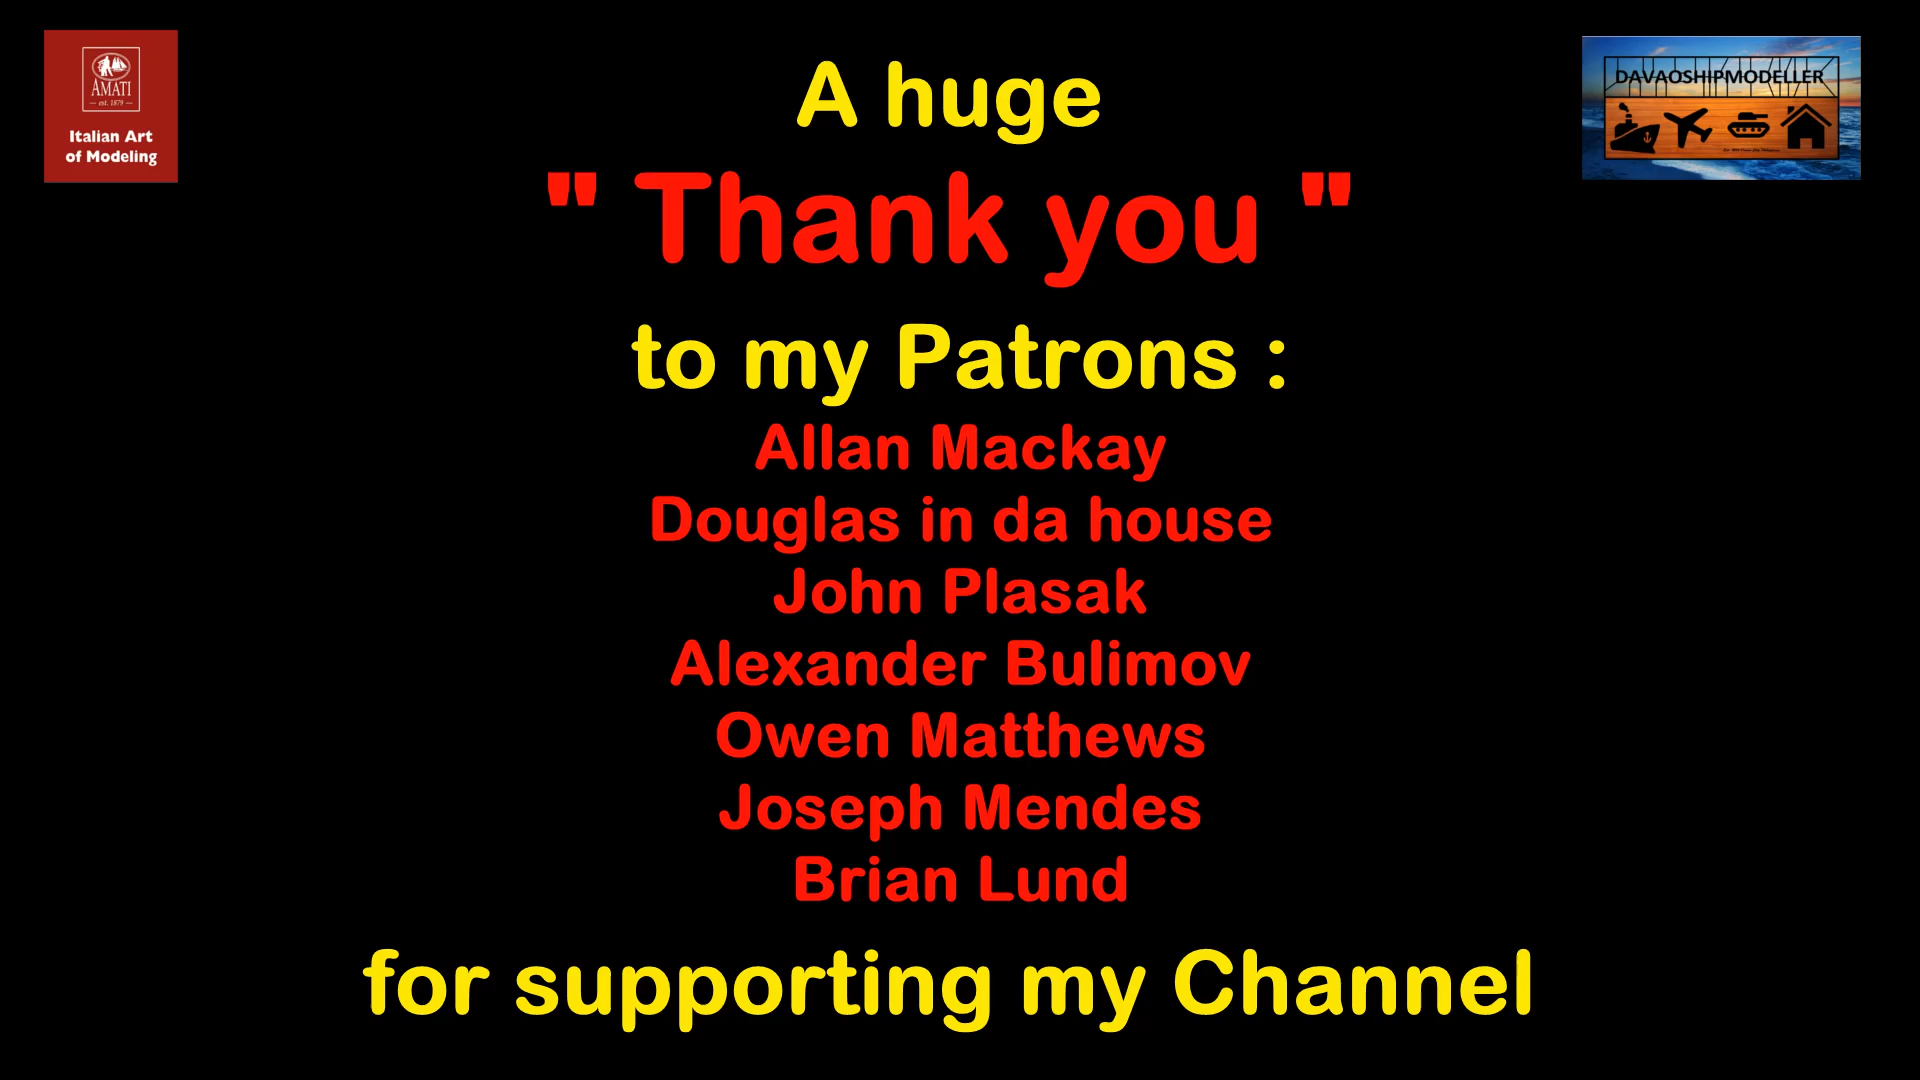 AMATI
est. 1879
Italian Art
of Modeling
DAVAOSHIPMODELLER
A huge
" Thank you "
to my Patrons :
Allan Mackay
Douglas in da house
John Plasak
Alexander Bulimov
Owen Matthews
Joseph Mendes
Brian Lund
for supporting my Channel